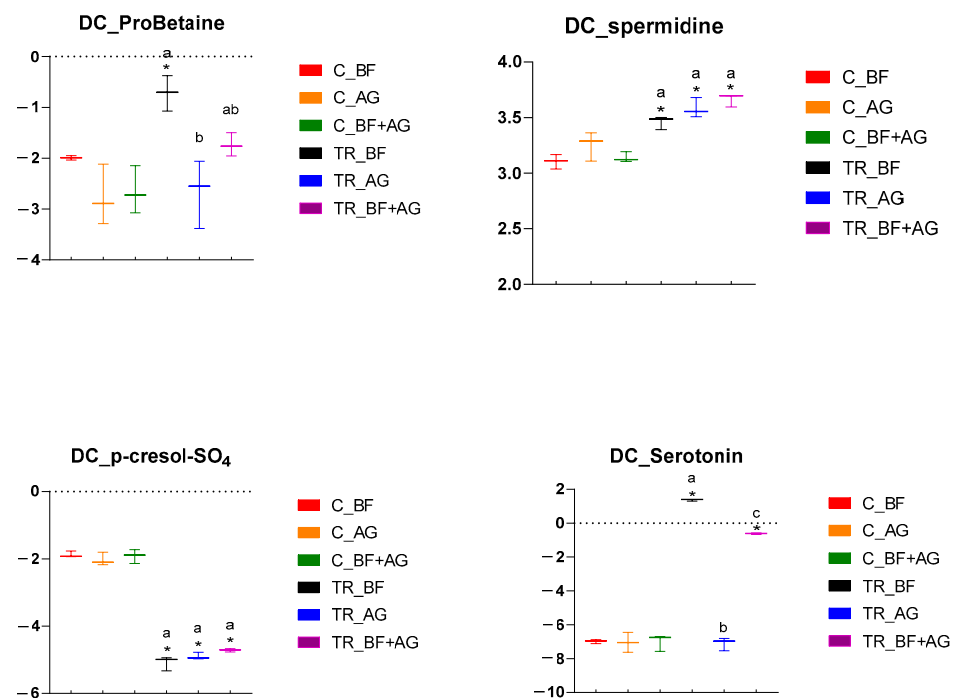 DC_ProBetaine
0
−1
−2
−3
−4
a
*
b
ab
C_BF
C_AG
C_BF+AG
TR_BF
TR_AG
TR_BF+AG
DC_spermidine
4.0
3.5
3.0
2.5
2.0
a
*
a
*
a
*
C_BF
C_AG
C_BF+AG
TR_BF
TR_AG
TR_BF+AG
DC_p-cresol-SO₄
0
−2
−4
−6
a
*
a
*
a
*
C_BF
C_AG
C_BF+AG
TR_BF
TR_AG
TR_BF+AG
DC_Serotonin
2
0
−2
−4
−6
−8
−10
a
*
b
c
*
C_BF
C_AG
C_BF+AG
TR_BF
TR_AG
TR_BF+AG